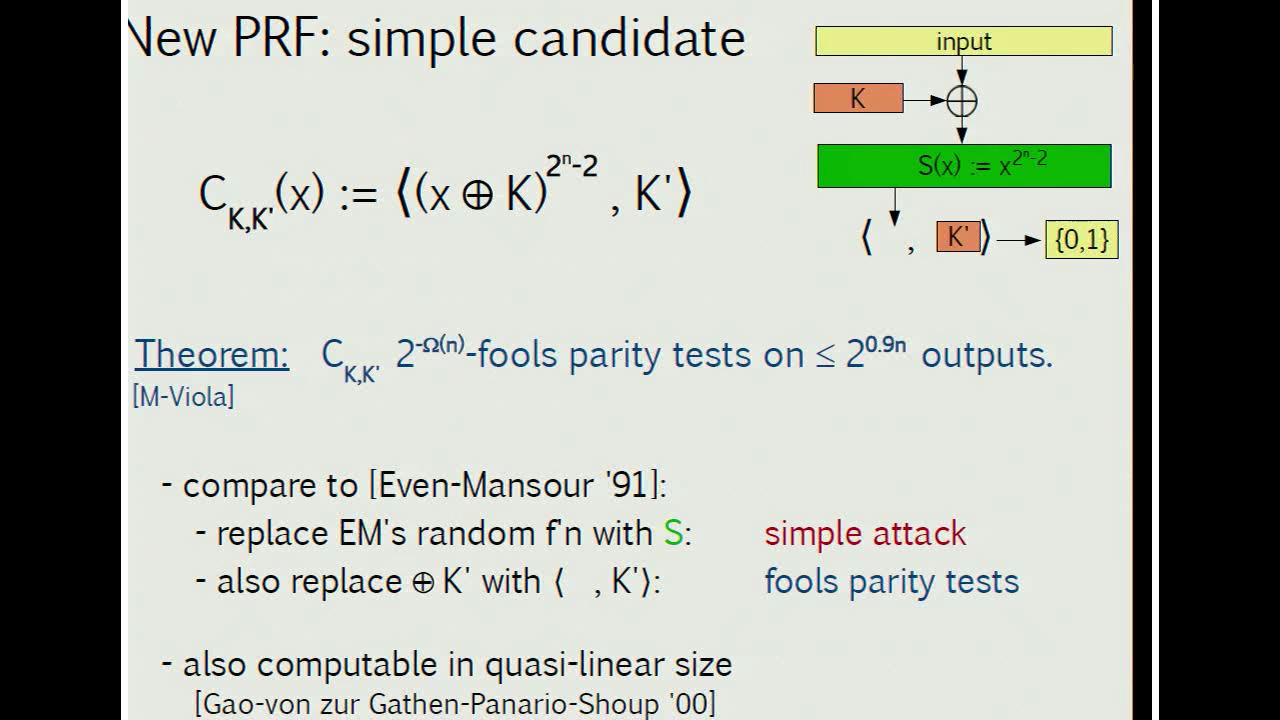 New PRF: simple candidate
input
K
⊕
S(x) := x^{2^n-2}
⟨ , K' ⟩ {0,1}
C_{K,K'}(x) := ⟨(x ⊕ K)^{2^n-2} , K'⟩
Theorem: C_{K,K'} 2^{-Ω(n)}-fools parity tests on ≤ 2^{0.9n} outputs.
[M-Viola]
- compare to [Even-Mansour '91]:
- replace EM's random f'n with S: simple attack
- also replace ⊕ K' with ⟨ , K'⟩: fools parity tests
- also computable in quasi-linear size
[Gao-von zur Gathen-Panario-Shoup '00]